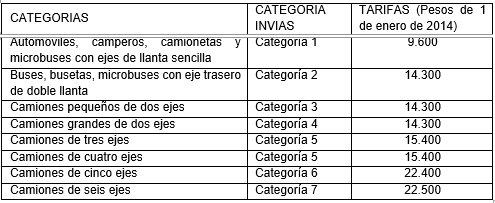 CATEGORIAS CATEGORIA INVIAS TARIFAS (Pesos de 1 de enero de 2014)
Automóviles, camperos, camionetas y microbuses con ejes de llanta sencilla Categoría 1 9.600
Buses, busetas, microbuses con eje trasero de doble llanta Categoría 2 14.300
Camiones pequeños de dos ejes Categoría 3 14.300
Camiones grandes de dos ejes Categoría 4 14.300
Camiones de tres ejes Categoría 5 15.400
Camiones de cuatro ejes Categoría 5 15.400
Camiones de cinco ejes Categoría 6 22.400
Camiones de seis ejes Categoría 7 22.500